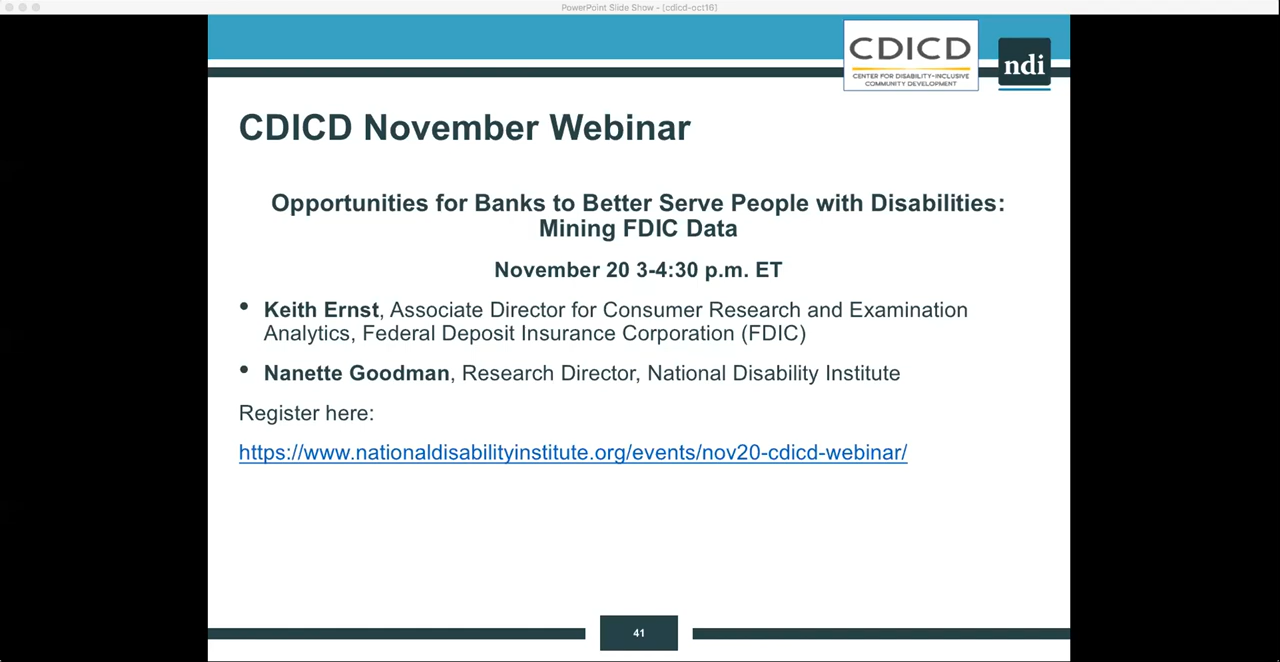 PowerPoint Slide Show - [cdicd-oct16]
CDICD
CENTER FOR DISABILITY-INCLUSIVE
COMMUNITY DEVELOPMENT
ndi
CDICD November Webinar
Opportunities for Banks to Better Serve People with Disabilities:
Mining FDIC Data
November 20 3-4:30 p.m. ET
• Keith Ernst, Associate Director for Consumer Research and Examination
Analytics, Federal Deposit Insurance Corporation (FDIC)
• Nanette Goodman, Research Director, National Disability Institute
Register here:
https://www.nationaldisabilityinstitute.org/events/nov20-cdicd-webinar/
41